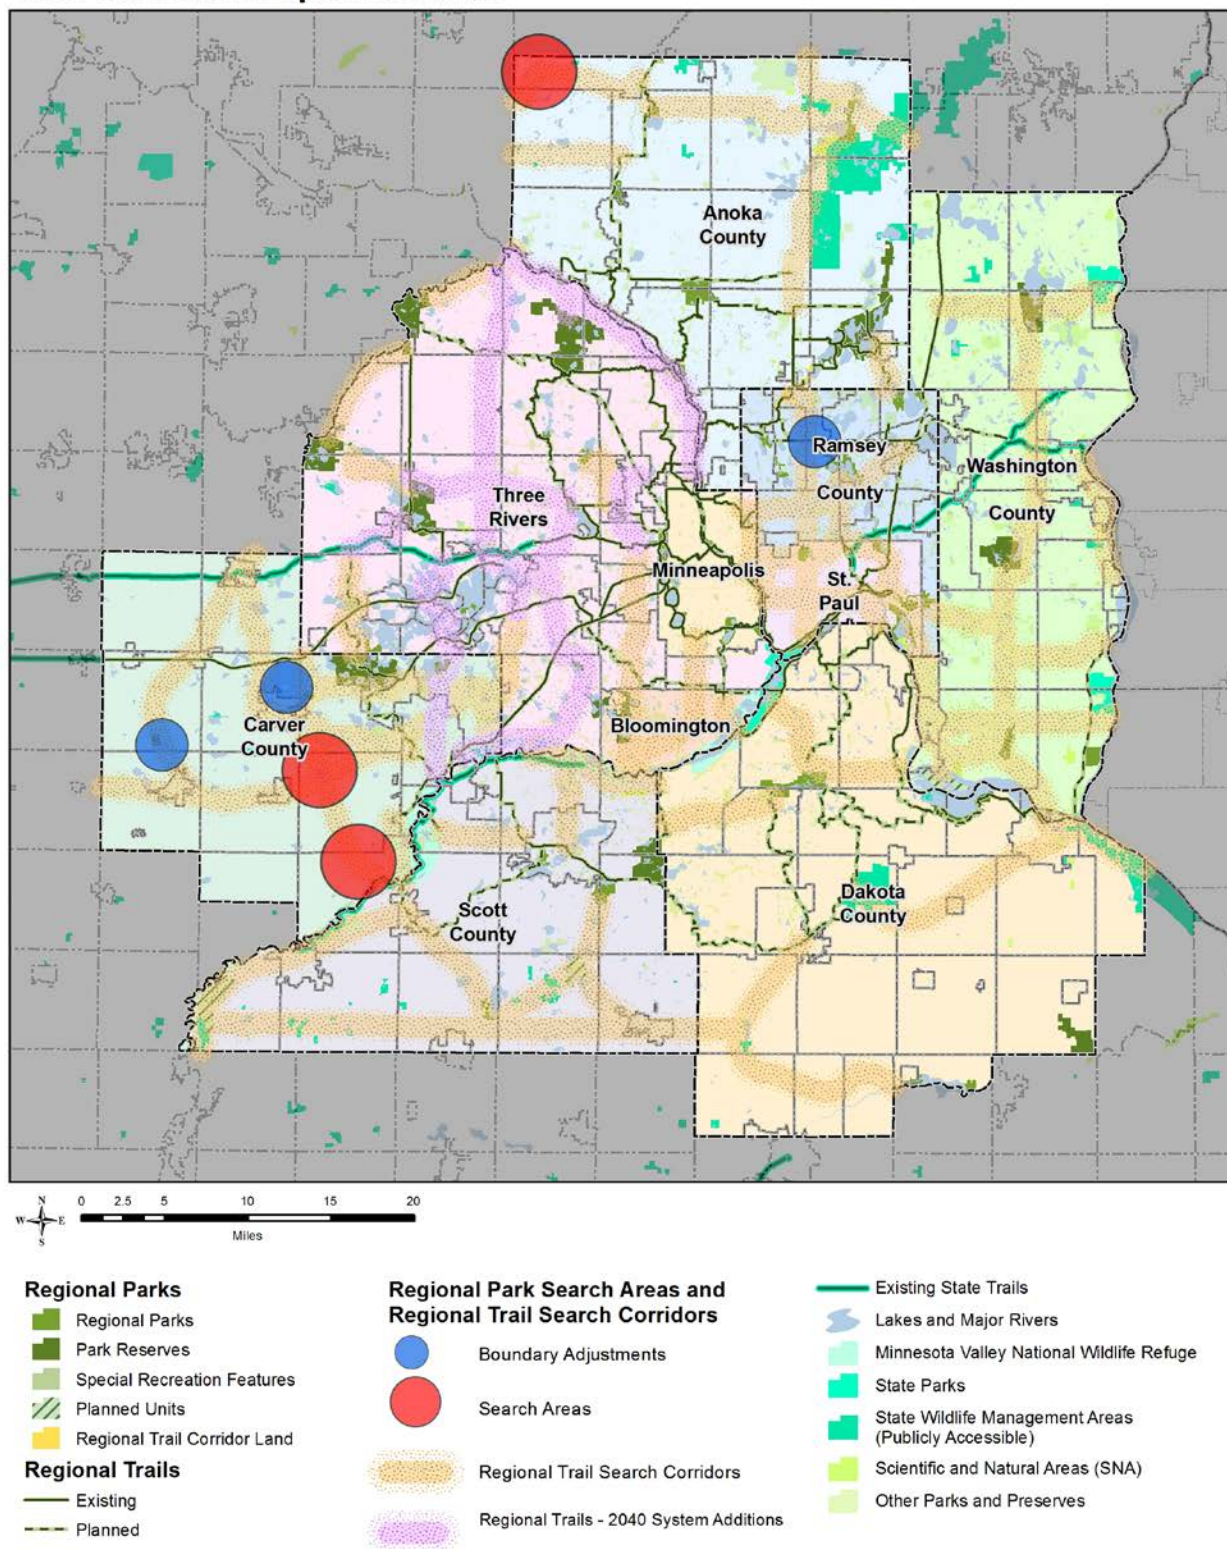 Anoka
County
Ramsey
County
Washington
County
Three
Rivers
Minneapolis
St.
Paul
Bloomington
Carver
County
Scott
County
Dakota
County
N
W E
S
0 2.5 5 10 15 20
Miles
Regional Parks
Regional Parks
Park Reserves
Special Recreation Features
Planned Units
Regional Trail Corridor Land
Regional Trails
Existing
Planned
Regional Park Search Areas and
Regional Trail Search Corridors
Boundary Adjustments
Search Areas
Regional Trail Search Corridors
Regional Trails - 2040 System Additions
Existing State Trails
Lakes and Major Rivers
Minnesota Valley National Wildlife Refuge
State Parks
State Wildlife Management Areas
(Publicly Accessible)
Scientific and Natural Areas (SNA)
Other Parks and Preserves